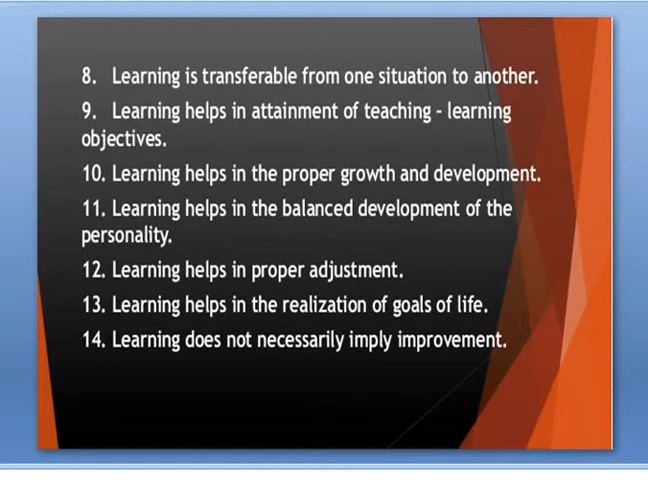 8. Learning is transferable from one situation to another.
9. Learning helps in attainment of teaching - learning
objectives.
10. Learning helps in the proper growth and development.
11. Learning helps in the balanced development of the
personality.
12. Learning helps in proper adjustment.
13. Learning helps in the realization of goals of life.
14. Learning does not necessarily imply improvement.